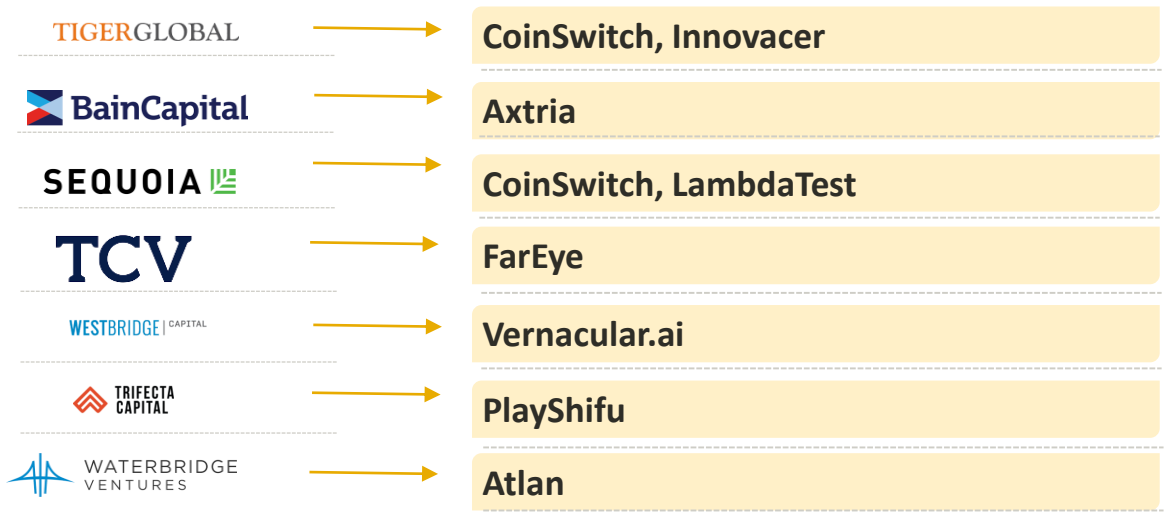 TIGERGLOBAL
CoinSwitch, Innovacer
BainCapital
Axtria
SEQUOIA
CoinSwitch, LambdaTest
TCV
FarEye
WESTBRIDGE | CAPITAL
Vernacular.ai
TRIFECTA
CAPITAL
PlayShifu
WATERBRIDGE
VENTURES
Atlan